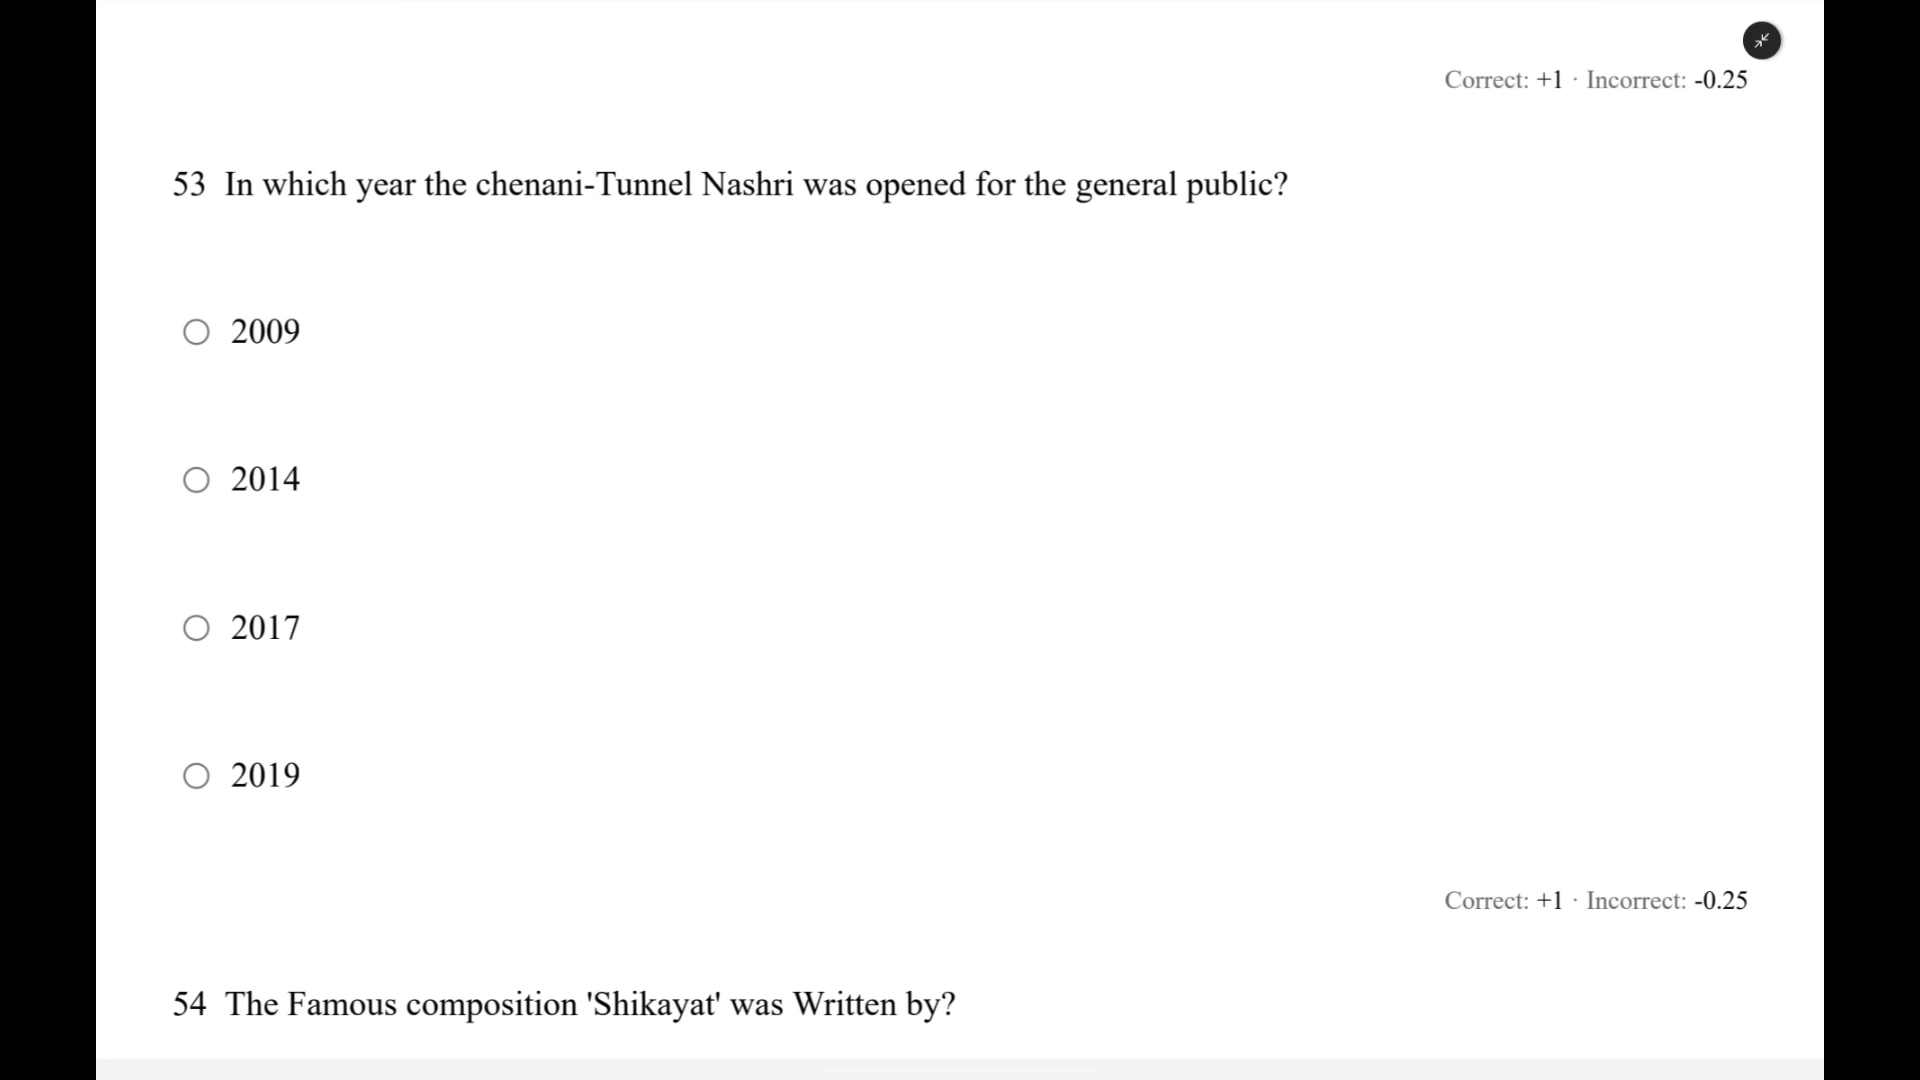 Correct: +1 · Incorrect: -0.25
53 In which year the chenani-Tunnel Nashri was opened for the general public?
2009
2014
2017
2019
Correct: +1 · Incorrect: -0.25
54 The Famous composition 'Shikayat' was Written by?